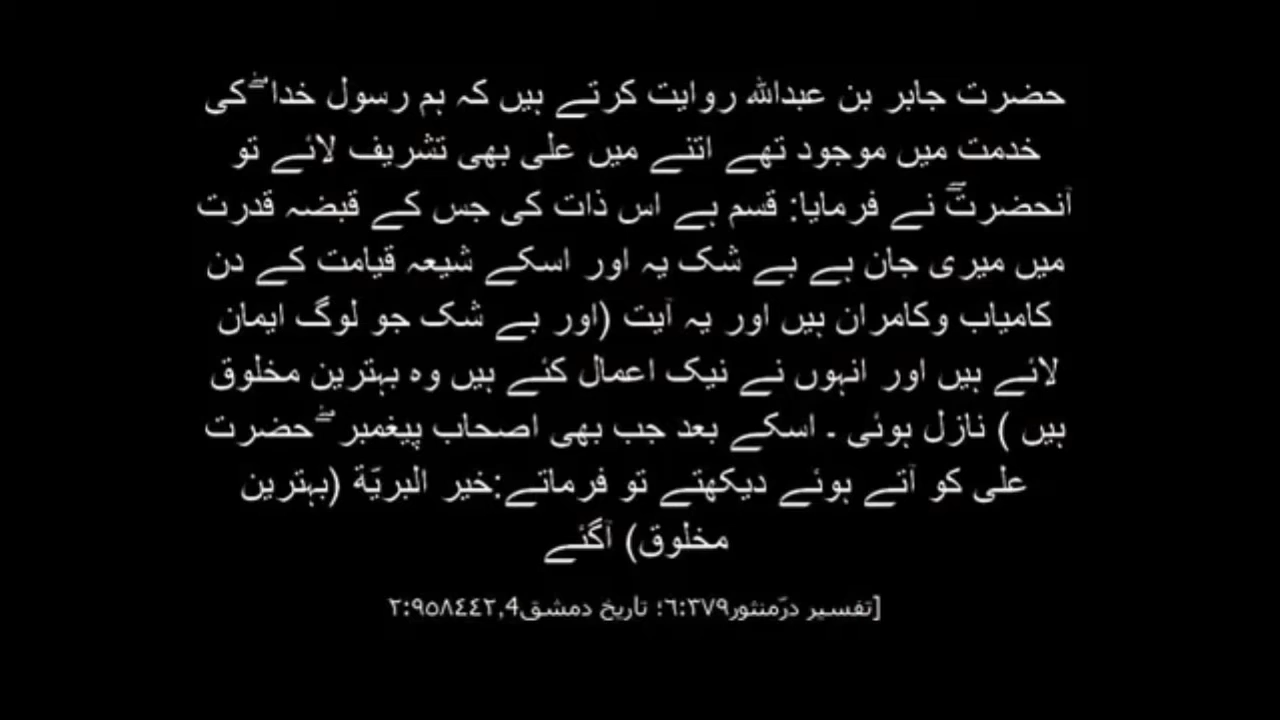 حضرت جابر بن عبداللہ روایت کرتے ہیں کہ ہم رسول خداؐ کی
خدمت میں موجود تھے اتنے میں علی بھی تشریف لائے تو
آنحضرتؐ نے فرمایا: قسم ہے اس ذات کی جس کے قبضہ قدرت
میں میری جان ہے بے شک یہ اور اسکے شیعہ قیامت کے دن
کامیاب وکامران ہیں اور یہ آیت (اور بے شک جو لوگ ایمان
لائے ہیں اور انہوں نے نیک اعمال کئے ہیں وہ بہترین مخلوق
ہیں ) نازل ہوئی ۔ اسکے بعد جب بھی اصحاب پیغمبرؐ حضرت
علی کو آتے ہوئے دیکھتے تو فرماتے:خیر البریّة (بہترین
مخلوق) آگئے
[تفسیر درّمنثور٦:٣٧٩؛ تاریخ دمشق4,٢:٩٥٨٤٤٢